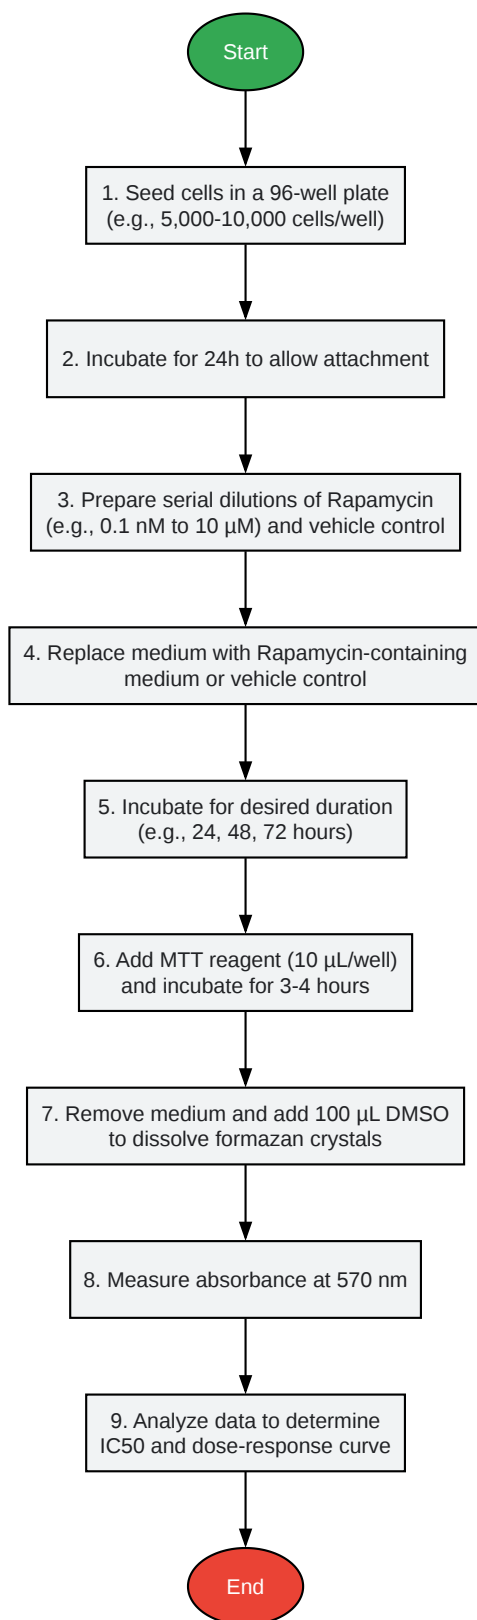 Start
1. Seed cells in a 96-well plate
(e.g., 5,000-10,000 cells/well)
2. Incubate for 24h to allow attachment
3. Prepare serial dilutions of Rapamycin
(e.g., 0.1 nM to 10 µM) and vehicle control
4. Replace medium with Rapamycin-containing
medium or vehicle control
5. Incubate for desired duration
(e.g., 24, 48, 72 hours)
6. Add MTT reagent (10 µL/well)
and incubate for 3-4 hours
7. Remove medium and add 100 µL DMSO
to dissolve formazan crystals
8. Measure absorbance at 570 nm
9. Analyze data to determine
IC50 and dose-response curve
End